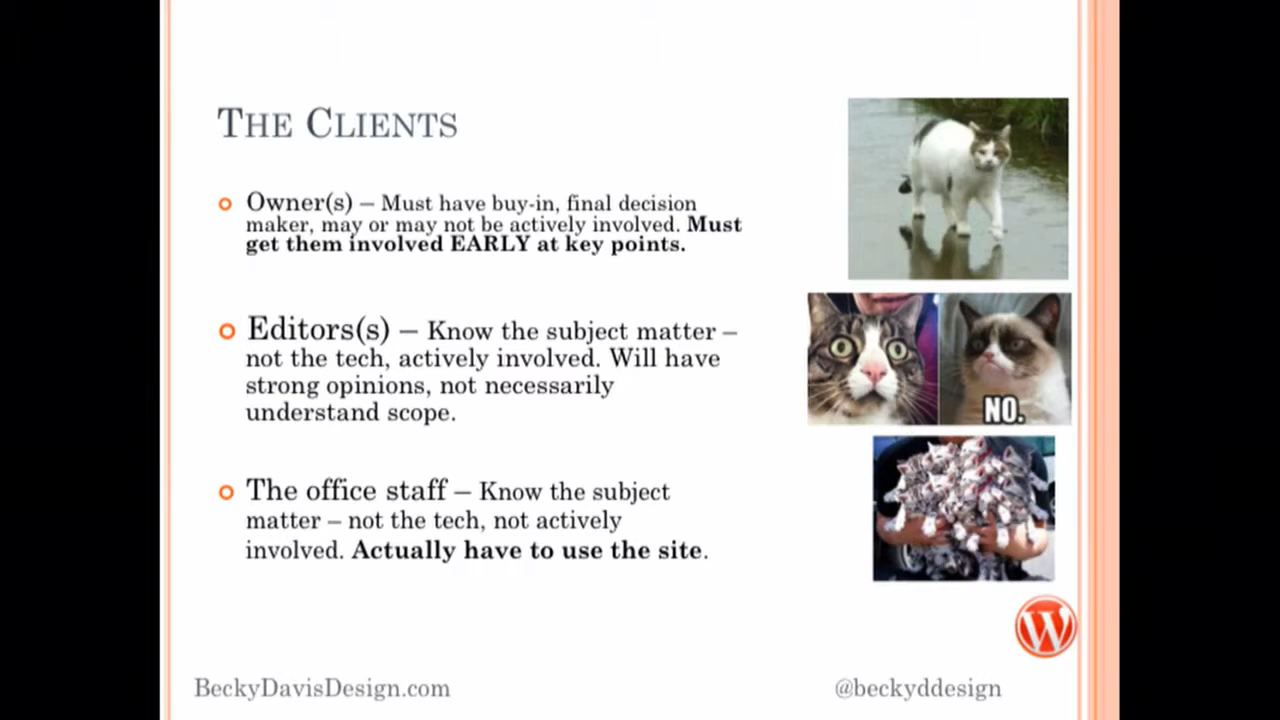 THE CLIENTS
Owner(s) – Must have buy-in, final decision
maker, may or may not be actively involved. Must
get them involved EARLY at key points.
Editors(s) – Know the subject matter –
not the tech, actively involved. Will have
strong opinions, not necessarily
understand scope.
NO.
The office staff – Know the subject
matter – not the tech, not actively
involved. Actually have to use the site.
W
BeckyDavisDesign.com
@beckyddesign